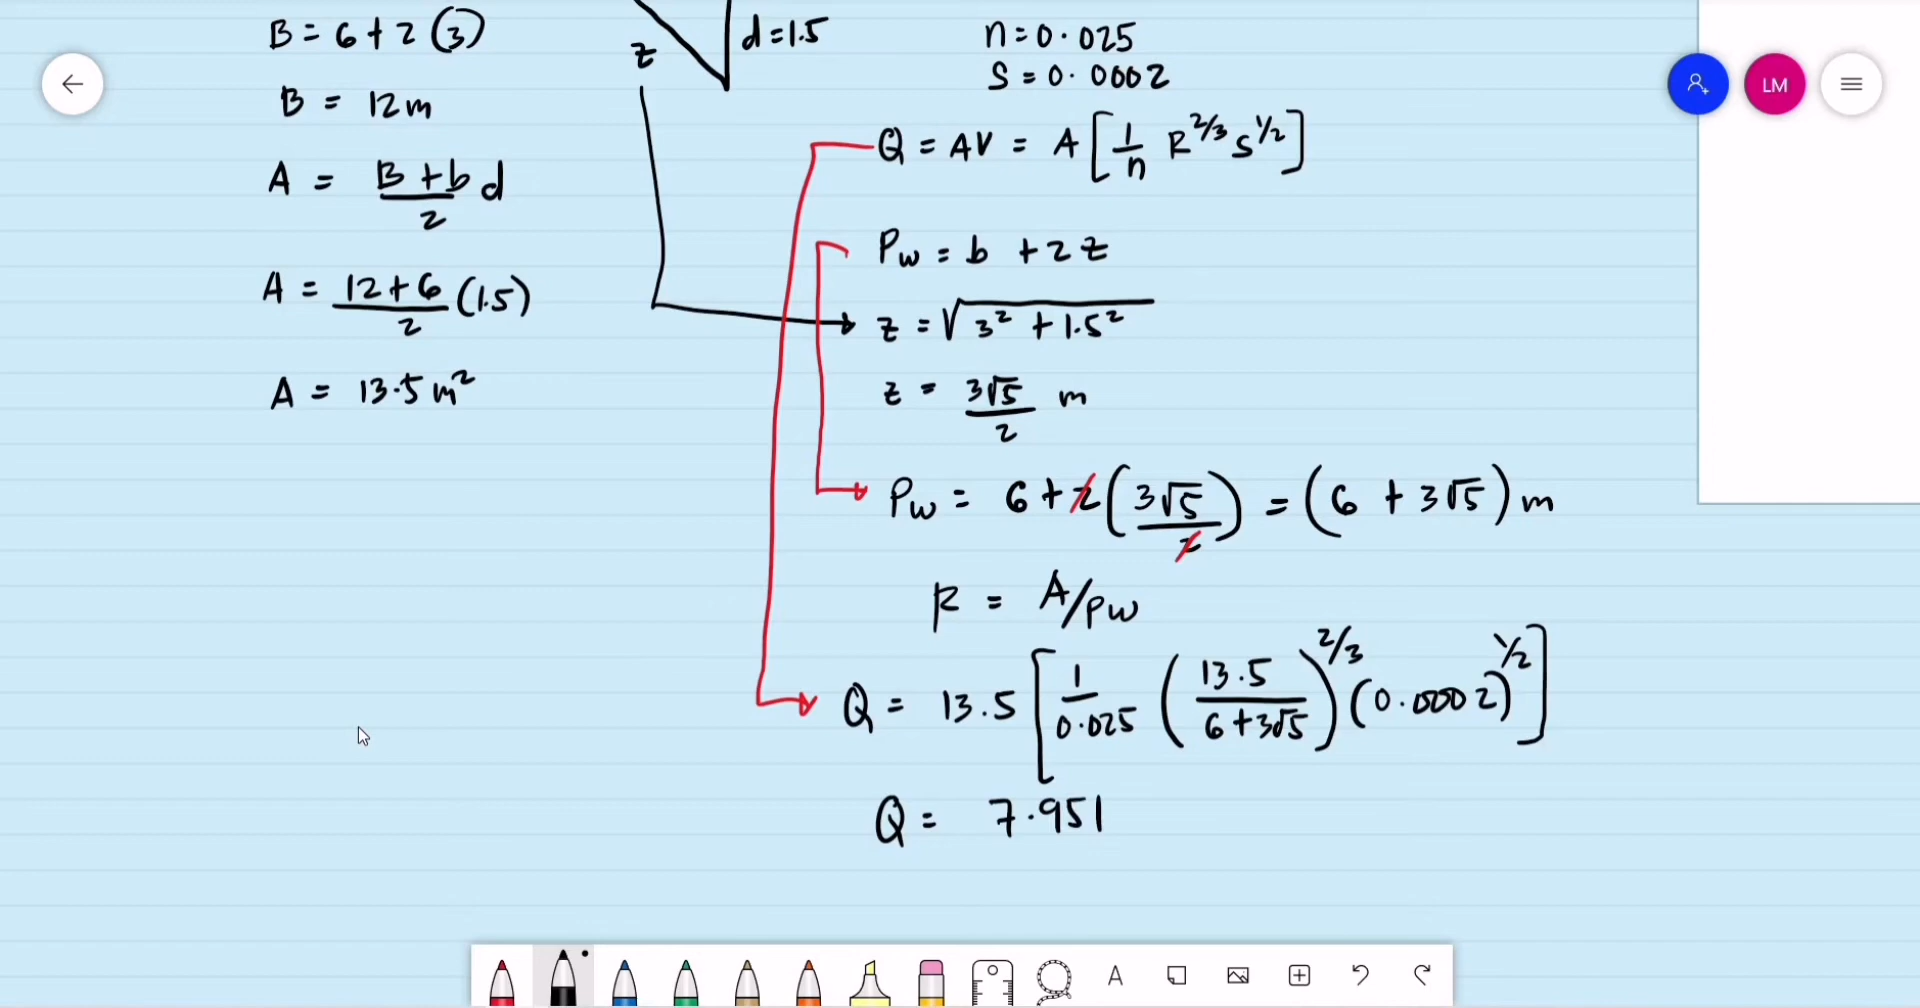 B = 6 + 2 (3)
B = 12m
A = B + b / 2 d
A = 12 + 6 / 2 (1.5)
A = 13.5 m²
z
d = 1.5
n = 0.025
S = 0.0002
Q = AV = A [ 1/n R^2/3 S^1/2 ]
Pw = b + 2z
z = √3² + 1.5²
z = 3√5 / 2 m
Pw = 6 + 2 ( 3√5 / 2 ) = (6 + 3√5) m
R = A/Pw
Q = 13.5 [ 1 / 0.025 ( 13.5 / 6 + 3√5 )^2/3 (0.0002)^1/2 ]
Q = 7.951
LM
A